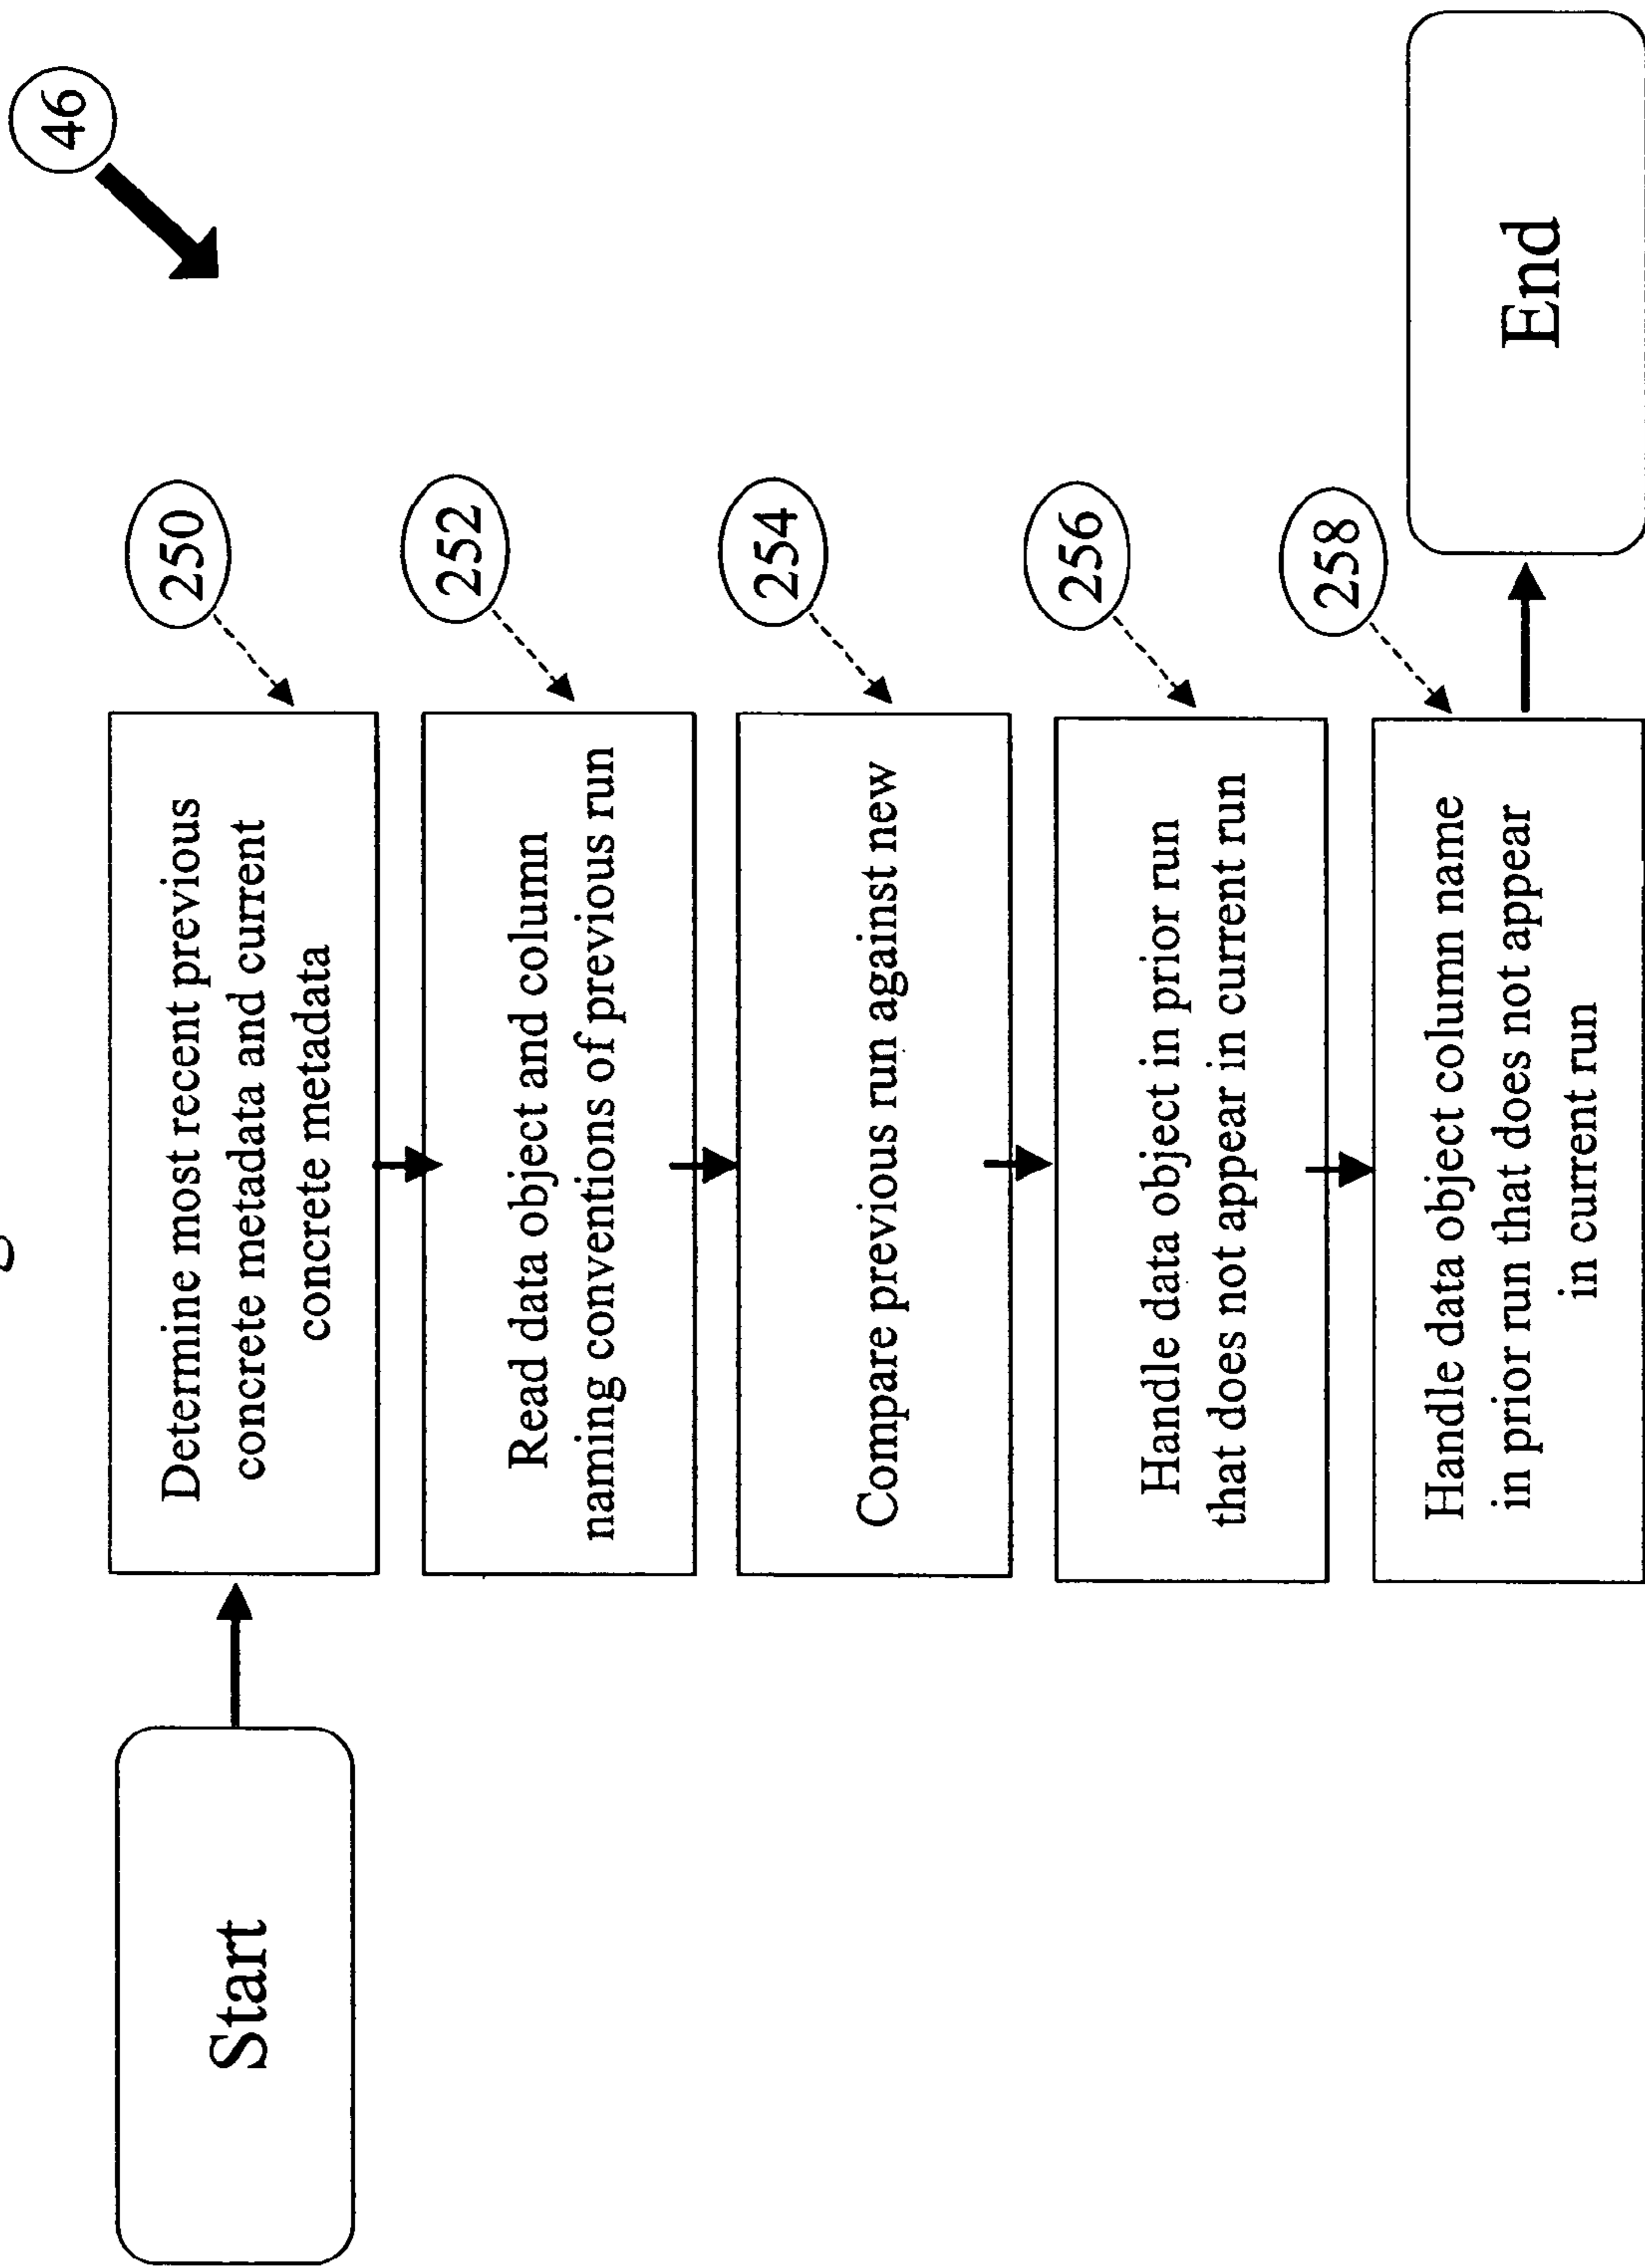 46
Start
Determine most recent previous
concrete metadata and current
concrete metadata
250
Read data object and column
naming conventions of previous run
252
Compare previous run against new
254
Handle data object in prior run
that does not appear in current run
256
Handle data object column name
in prior run that does not appear
in current run
258
End